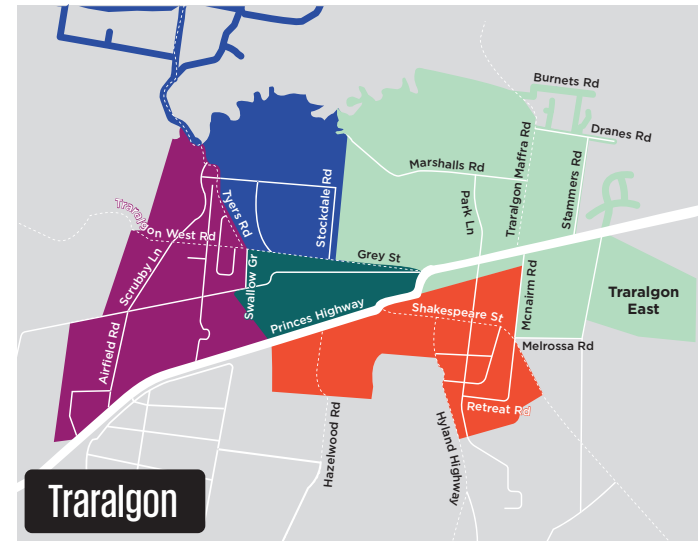 Burnets Rd
Dranes Rd
Marshalls Rd
Traralgon Maffra Rd
Stammers Rd
Park Ln
Stockdale Rd
Tyers Rd
Traralgon West Rd
Scrubby Ln
Grey St
Swallow Gr
Princes Highway
Shakespeare St
Mcnairm Rd
Traralgon
East
Melrossa Rd
Airfield Rd
Retreat Rd
Hazelwood Rd
Hyland Highway
Traralgon